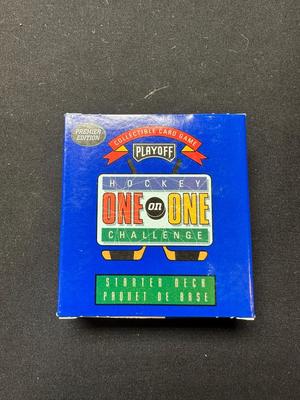 PREMIER
EDITION
COLLECTIBLE CARD GAME
PLAYOFF
HOCKEY
ONE on ONE
CHALLENGE
STARTER DECK
PAQUET DE BASE